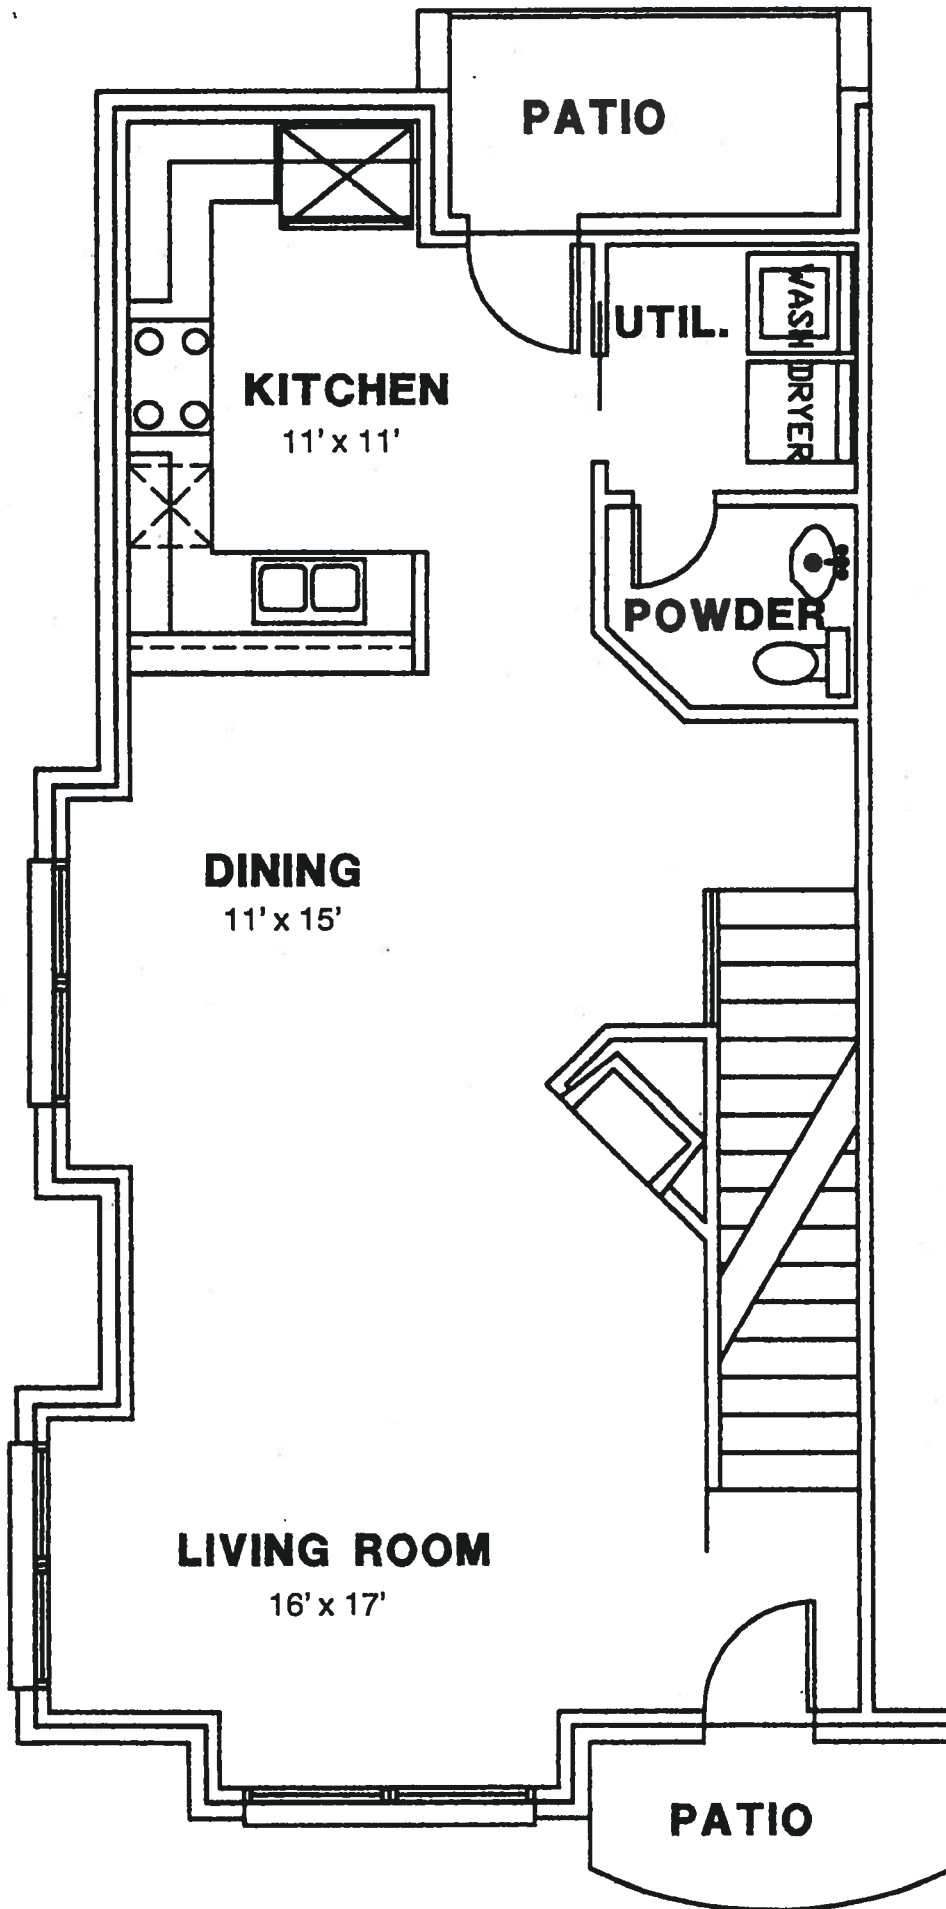 PATIO
UTIL.
WASH
DRYER
KITCHEN
11' x 11'
POWDER
DINING
11' x 15'
LIVING ROOM
16' x 17'
PATIO